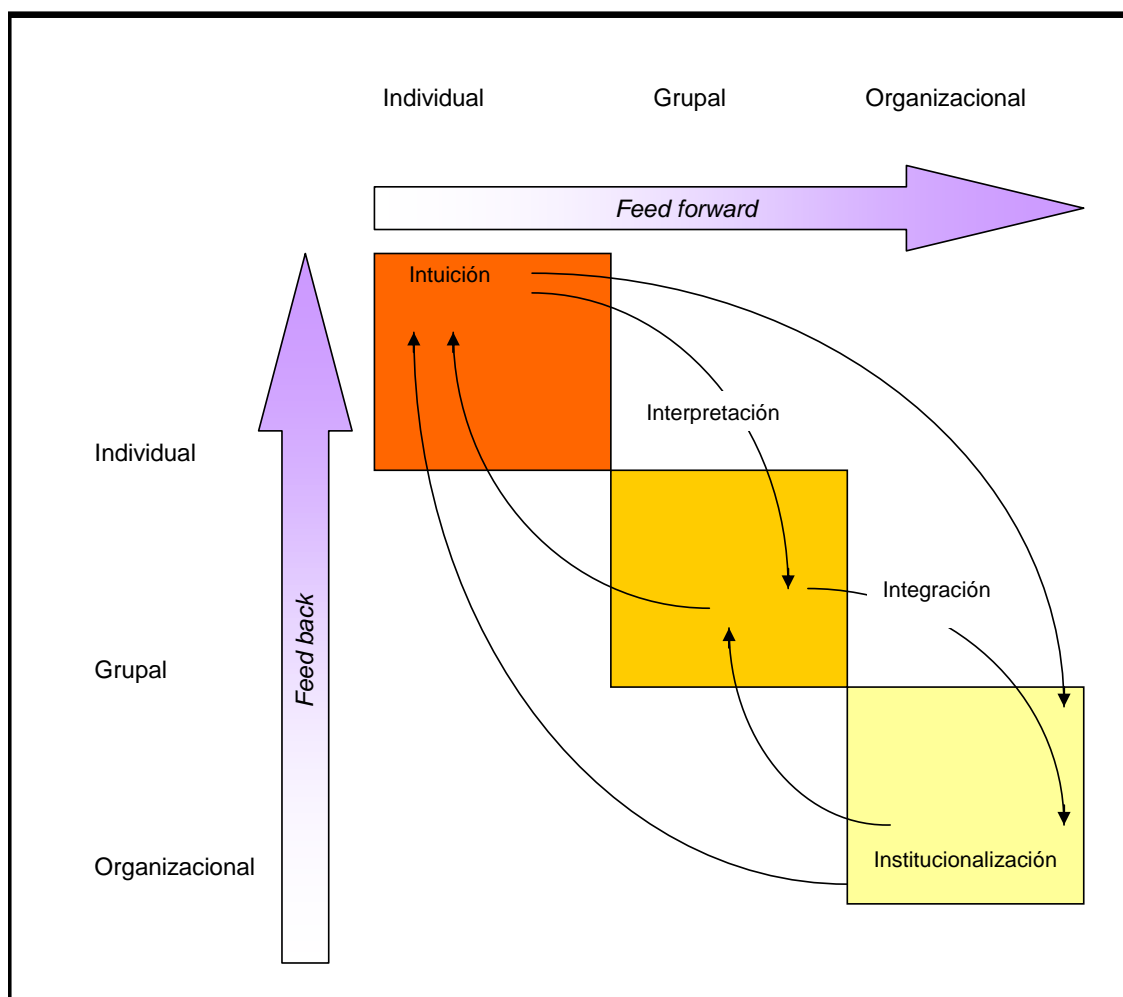 Individual
Grupal
Organizacional
Feed forward
Intuición
Interpretación
Individual
Integración
Feed back
Grupal
Institucionalización
Organizacional